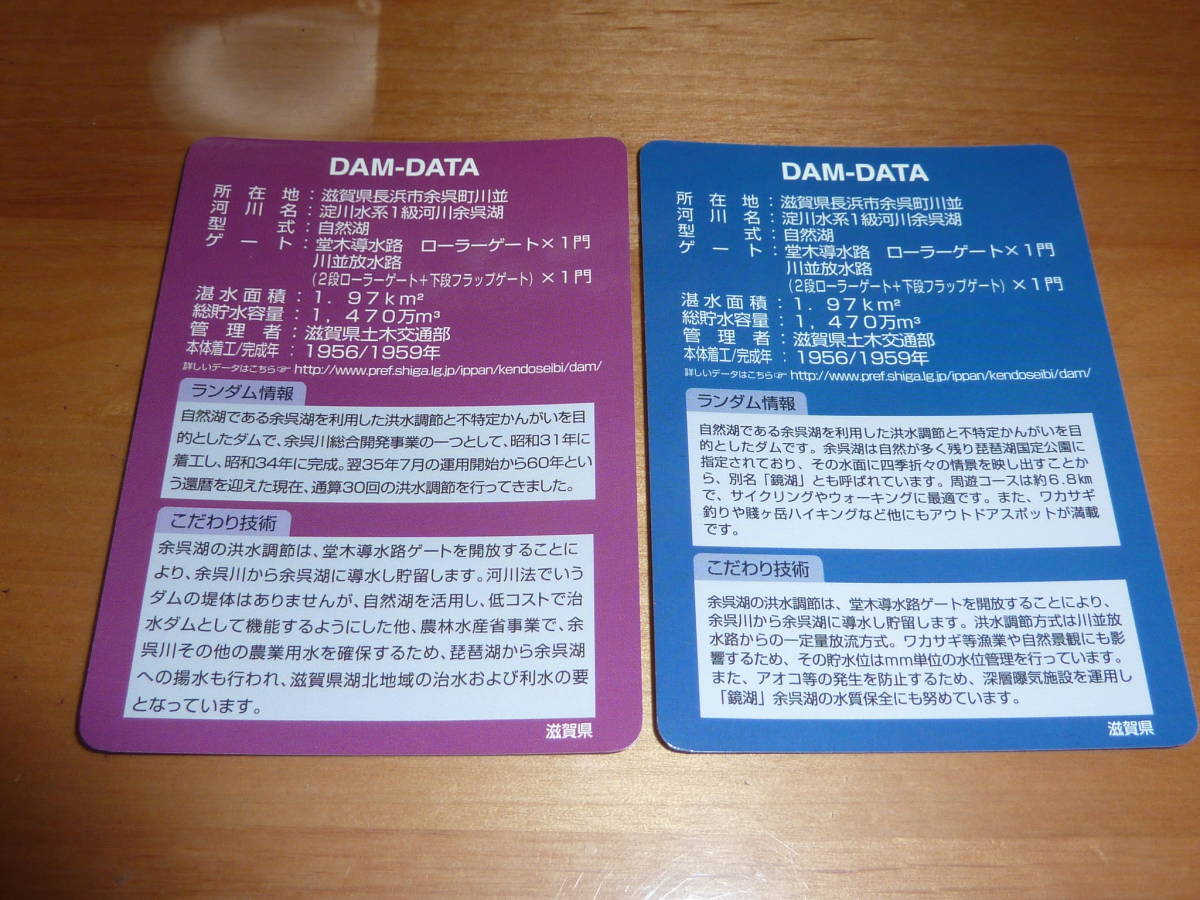 DAM-DATA
所在地：滋賀県長浜市余呉町川並
河川名：淀川水系1級河川余呉湖
型式：自然湖
ゲート：堂木導水路 ローラーゲート×1門
川並放水路
(2段ローラーゲート+下段フラップゲート)×1門
湛水面積：1．97km²
総貯水容量：1，470万m³
管理者：滋賀県土木交通部
本体着工/完成年：1956/1959年
詳しいデータはこちら☞ http://www.pref.shiga.lg.jp/ippan/kendoseibi/dam/
ランダム情報
自然湖である余呉湖を利用した洪水調節と不特定かんがいを目
的としたダムで、余呉川総合開発事業の一つとして、昭和31年に
着工し、昭和34年に完成。翌35年7月の運用開始から60年とい
う還暦を迎えた現在、通算30回の洪水調節を行ってきました。
こだわり技術
余呉湖の洪水調節は、堂木導水路ゲートを開放することに
より、余呉川から余呉湖に導水し貯留します。河川法でいう
ダムの堤体はありませんが、自然湖を活用し、低コストで治
水ダムとして機能するようにした他、農林水産省事業で、余
呉川その他の農業用水を確保するため、琵琶湖から余呉湖
への揚水も行われ、滋賀県湖北地域の治水および利水の要
となっています。
滋賀県
DAM-DATA
所在地：滋賀県長浜市余呉町川並
河川名：淀川水系1級河川余呉湖
型式：自然湖
ゲート：堂木導水路 ローラーゲート×1門
川並放水路
(2段ローラーゲート+下段フラップゲート)×1門
湛水面積：1．97km²
総貯水容量：1，470万m³
管理者：滋賀県土木交通部
本体着工/完成年：1956/1959年
詳しいデータはこちら☞ http://www.pref.shiga.lg.jp/ippan/kendoseibi/dam/
ランダム情報
自然湖である余呉湖を利用した洪水調節と不特定かんがいを目
的としたダムです。余呉湖は自然が多く残り琵琶湖国定公園に
指定されており、その水面に四季折々の情景を映し出すことか
ら、別名「鏡湖」とも呼ばれています。周遊コースは約6.8km
で、サイクリングやウォーキングに最適です。また、ワカサギ
釣りや賤ヶ岳ハイキングなど他にもアウトドアスポットが満載
です。
こだわり技術
余呉湖の洪水調節は、堂木導水路ゲートを開放することにより、
余呉川から余呉湖に導水し貯留します。洪水調節方式は川並放
水路からの一定量放流方式。ワカサギ等漁業や自然景観にも影
響するため、その貯水位はmm単位の水位管理を行っています。
また、アオコ等の発生を防止するため、深層曝気施設を運用し
「鏡湖」余呉湖の水質保全にも努めています。
滋賀県